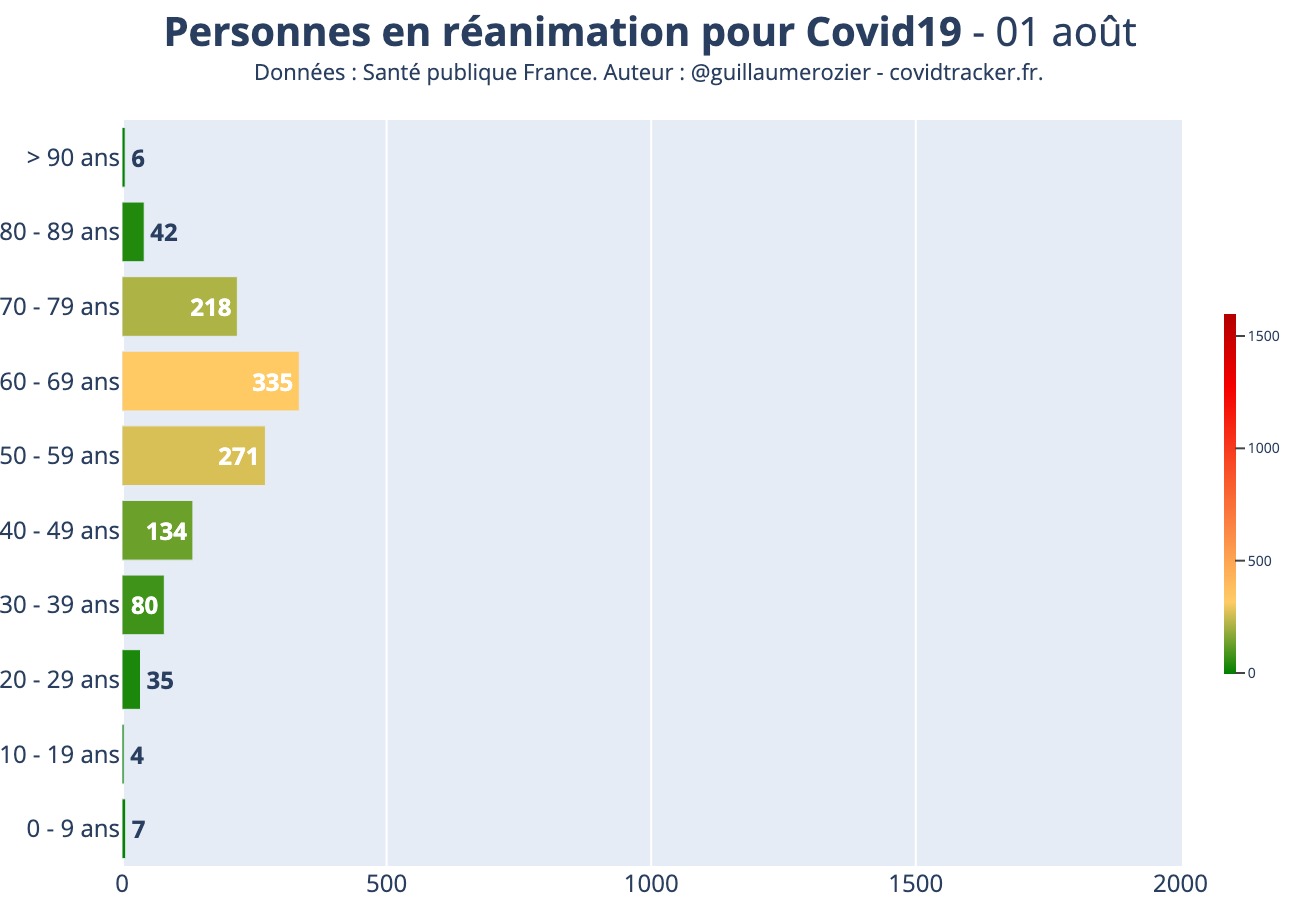 Personnes en réanimation pour Covid19 - 01 août
Données : Santé publique France. Auteur : @guillaumerozier - covidtracker.fr.
> 90 ans 6
80 - 89 ans 42
70 - 79 ans 218
60 - 69 ans 335
50 - 59 ans 271
40 - 49 ans 134
30 - 39 ans 80
20 - 29 ans 35
10 - 19 ans 4
0 - 9 ans 7
0 500 1000 1500 2000
1500
1000
500
0